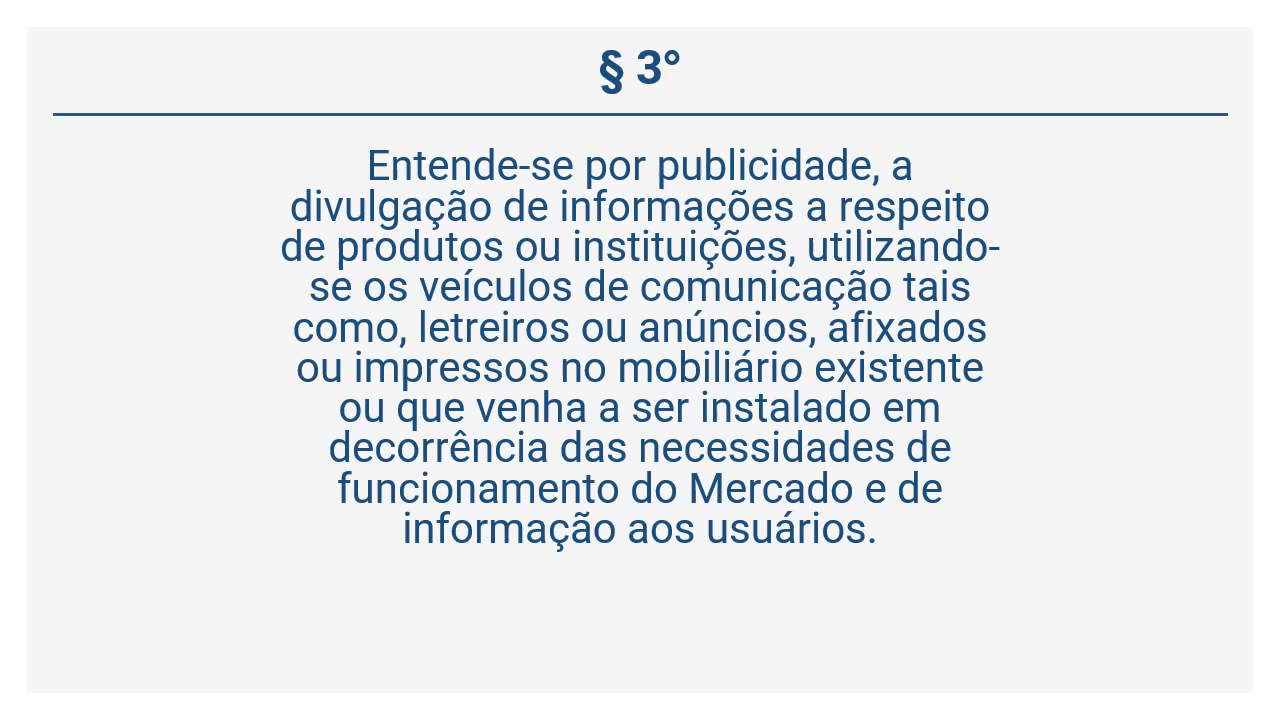 § 3°
Entende-se por publicidade, a
divulgação de informações a respeito
de produtos ou instituições, utilizando-
se os veículos de comunicação tais
como, letreiros ou anúncios, afixados
ou impressos no mobiliário existente
ou que venha a ser instalado em
decorrência das necessidades de
funcionamento do Mercado e de
informação aos usuários.